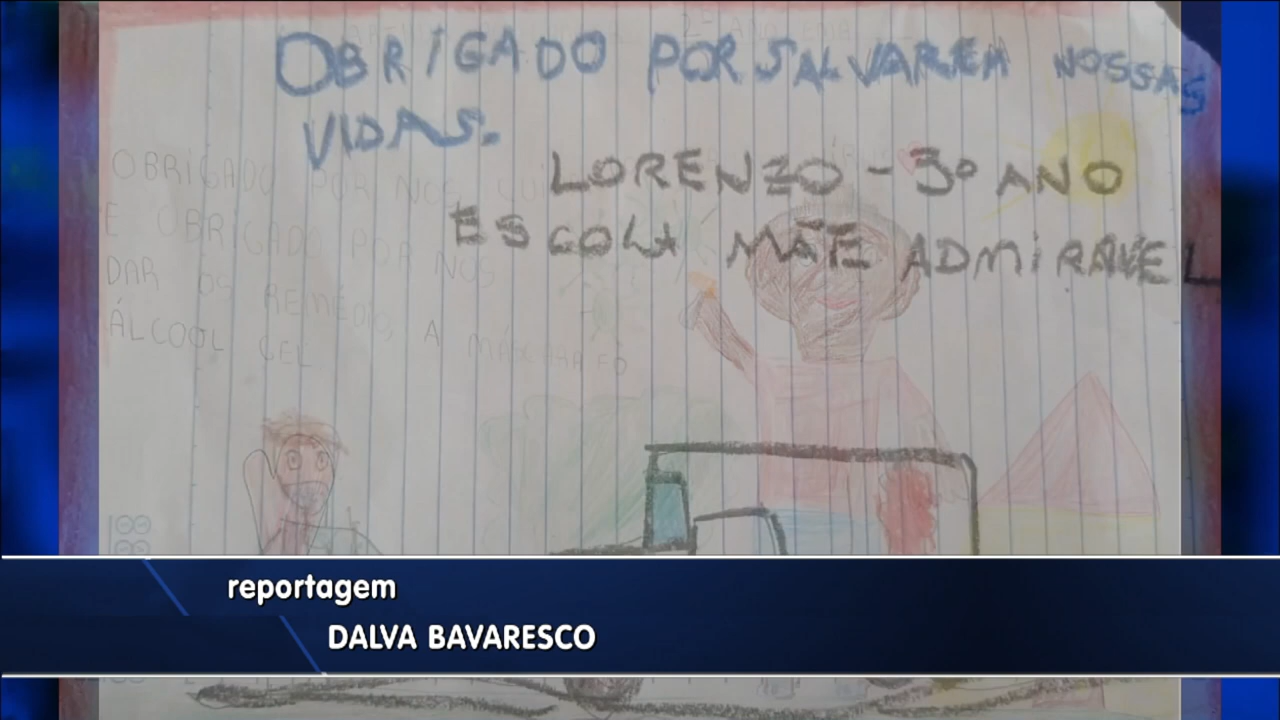 OBRIGADO POR SALVAREM NOSSAS
VIDAS.
LORENZO - 3º ANO
ESCOLA MÃE ADMIRAVEL
OBRIGADO POR NOS
E OBRIGADO POR NOS
DAR OS REMÉDIO, A
ÁLCOOL GEL
reportagem
DALVA BAVARESCO